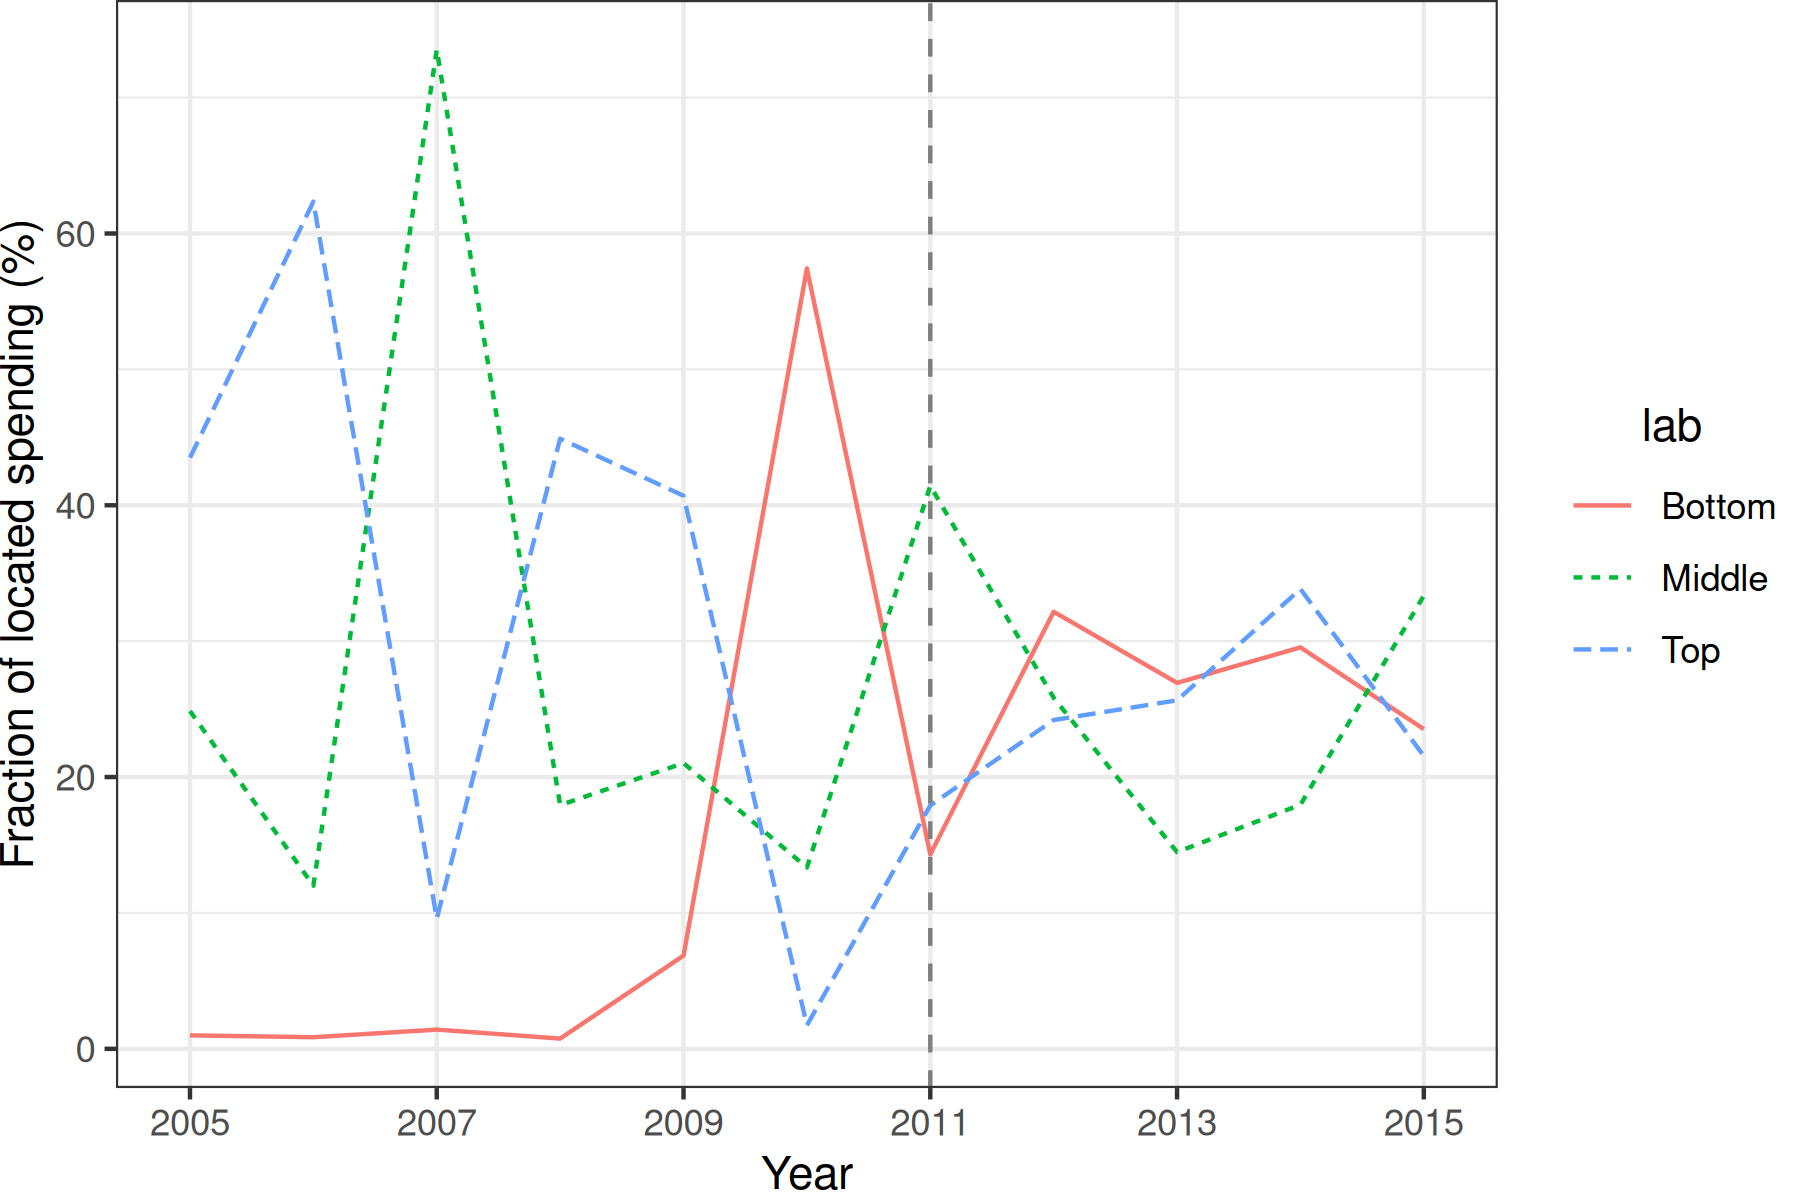 Fraction of located spending (%)
60
40
20
0
2005 2007 2009 2011 2013 2015
Year
lab
Bottom
Middle
Top